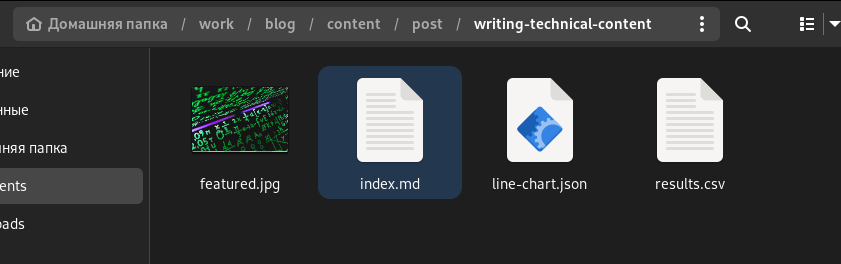 Домашняя папка / work / blog / content / post / writing-technical-content
ние
нные
няя папка
ents
oads
featured.jpg
index.md
line-chart.json
results.csv